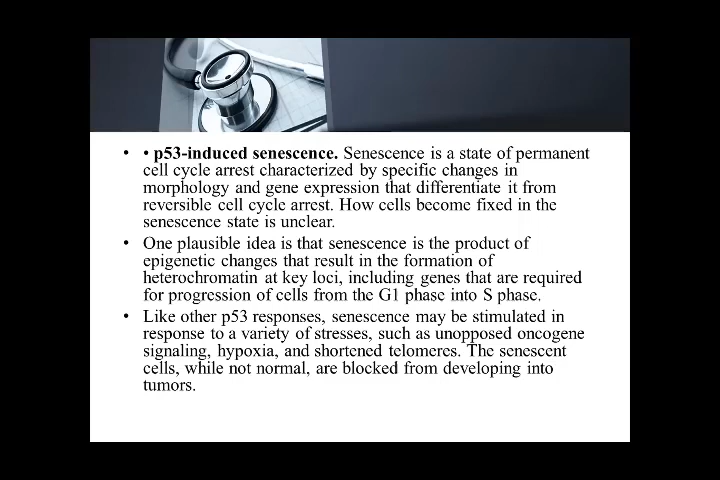 • • p53-induced senescence. Senescence is a state of permanent
cell cycle arrest characterized by specific changes in
morphology and gene expression that differentiate it from
reversible cell cycle arrest. How cells become fixed in the
senescence state is unclear.
• One plausible idea is that senescence is the product of
epigenetic changes that result in the formation of
heterochromatin at key loci, including genes that are required
for progression of cells from the G1 phase into S phase.
• Like other p53 responses, senescence may be stimulated in
response to a variety of stresses, such as unopposed oncogene
signaling, hypoxia, and shortened telomeres. The senescent
cells, while not normal, are blocked from developing into
tumors.